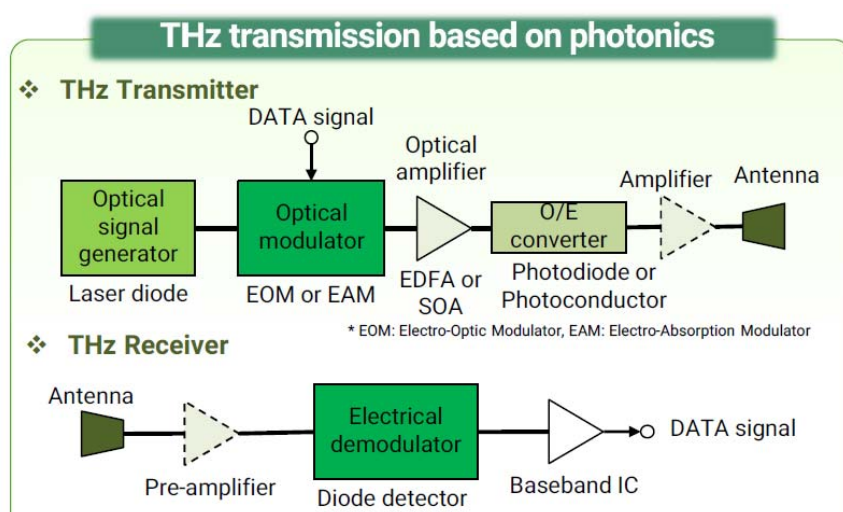 THz transmission based on photonics
❖ THz Transmitter
DATA signal
Optical
amplifier
Amplifier
Antenna
Optical
signal
generator
Optical
modulator
O/E
converter
Laser diode
EOM or EAM
EDFA or
SOA
Photodiode or
Photoconductor
* EOM: Electro-Optic Modulator, EAM: Electro-Absorption Modulator
❖ THz Receiver
Antenna
Electrical
demodulator
DATA signal
Pre-amplifier
Diode detector
Baseband IC